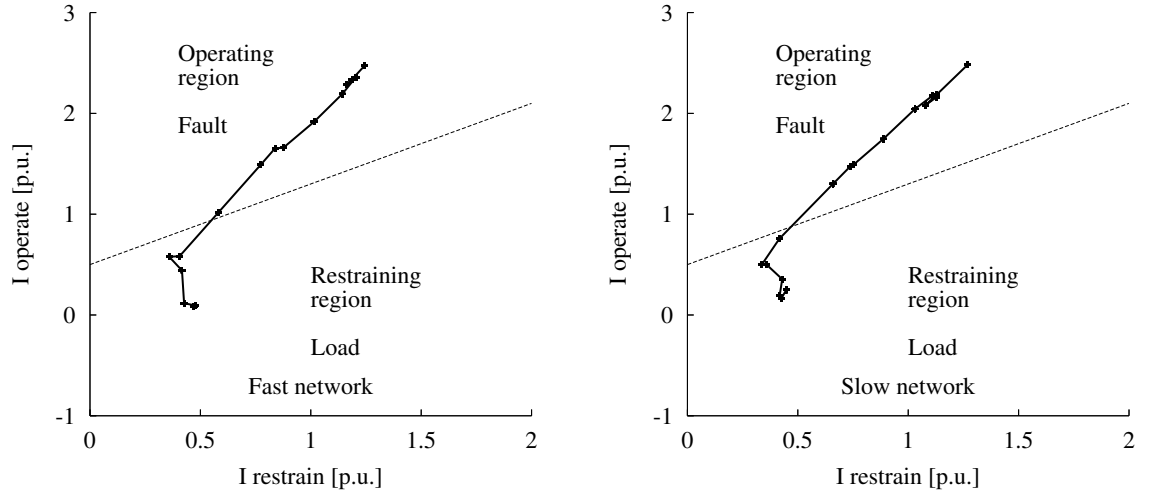 3
2
1
0
-1
I operate [p.u.]
Operating
region
Fault
Restraining
region
Load
Fast network
0
0.5
1
1.5
2
I restrain [p.u.]
3
2
1
0
-1
I operate [p.u.]
Operating
region
Fault
Restraining
region
Load
Slow network
0
0.5
1
1.5
2
I restrain [p.u.]